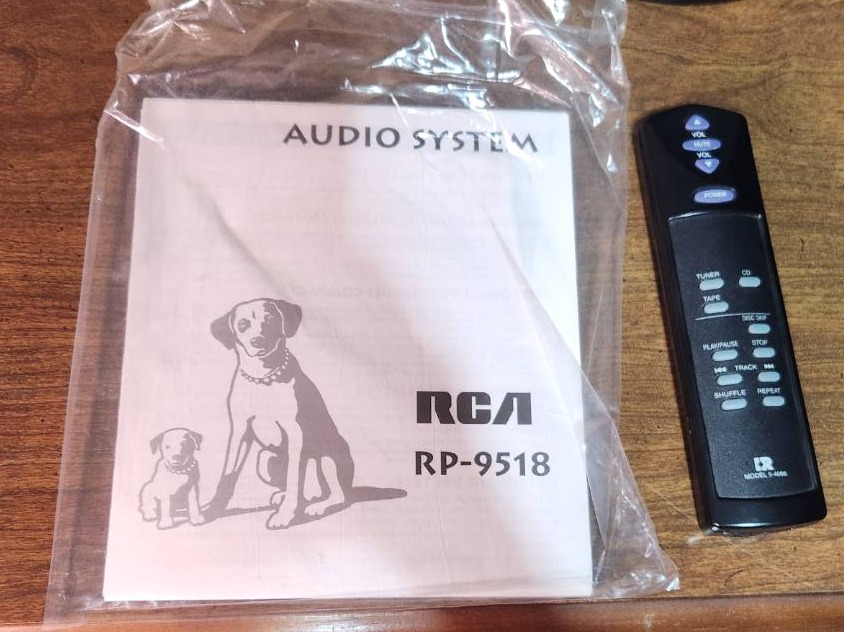 AUDIO SYSTEM
RCA
RP-9518
VOL
MUTE
VOL
POWER
TUNER
CD
TAPE
DISC SKIP
PLAY/PAUSE
STOP
TRACK
SHUFFLE
REPEAT